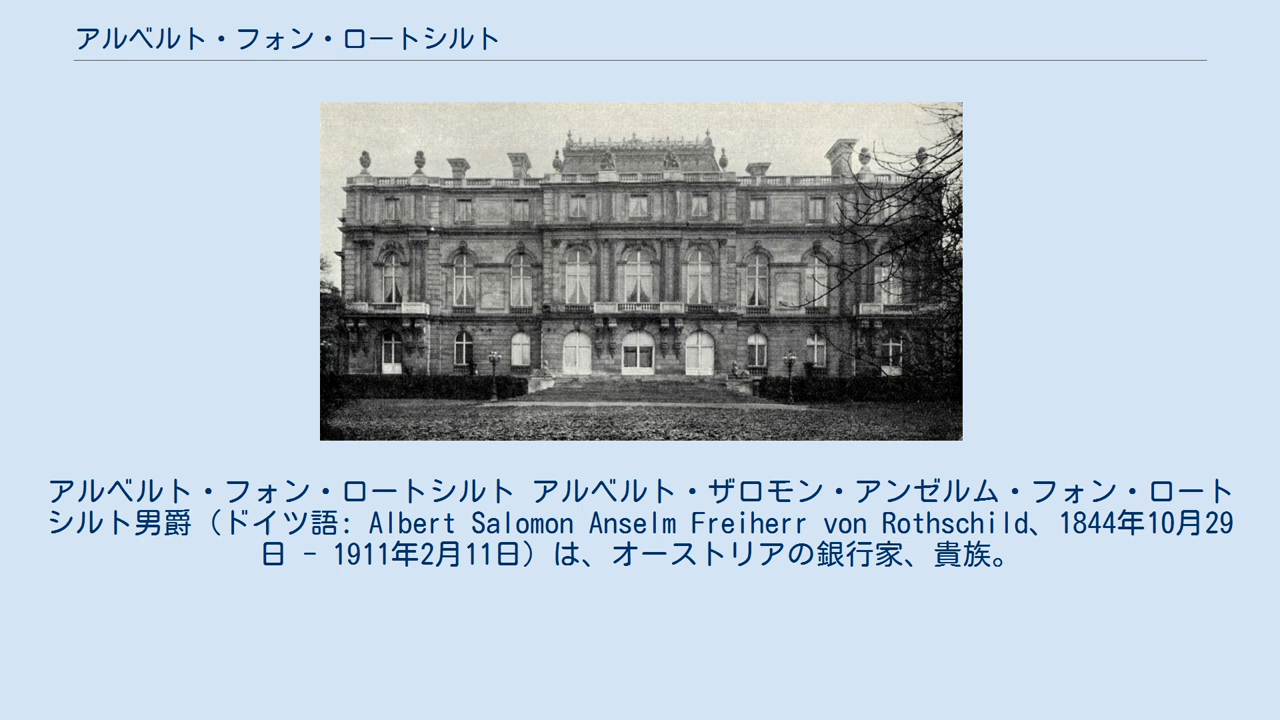 アルベルト・フォン・ロートシルト
アルベルト・フォン・ロートシルト アルベルト・ザロモン・アンゼルム・フォン・ロート
シルト男爵（ドイツ語: Albert Salomon Anselm Freiherr von Rothschild、1844年10月29
日 - 1911年2月11日）は、オーストリアの銀行家、貴族。